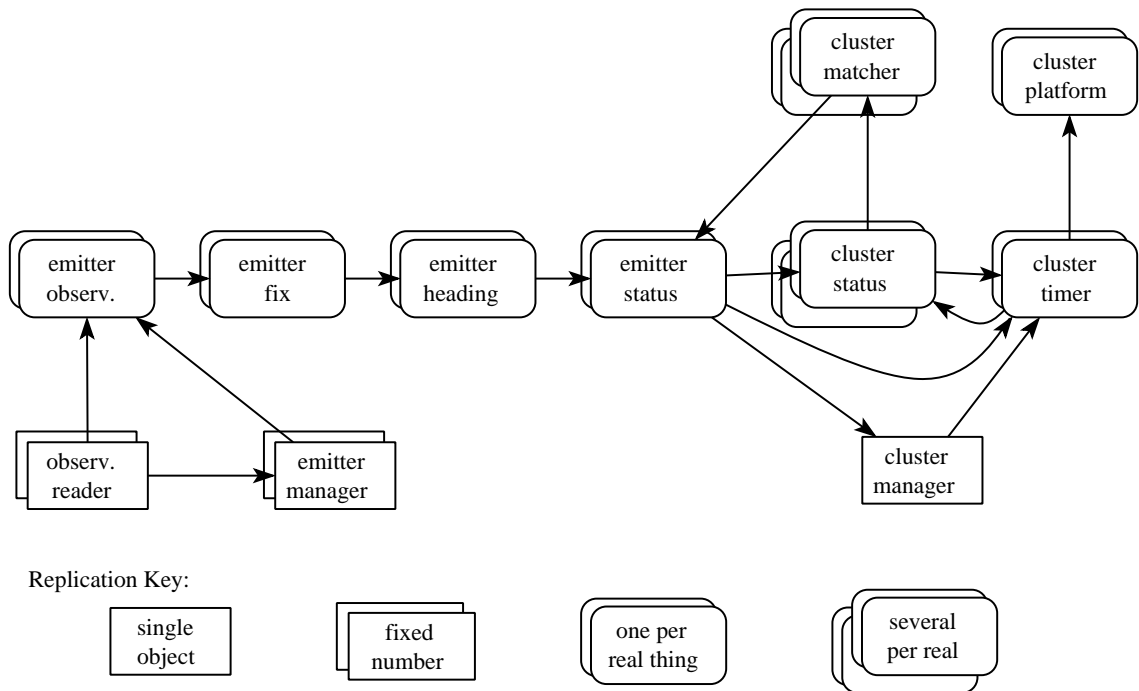 cluster
matcher
cluster
platform
emitter
observ.
emitter
fix
emitter
heading
emitter
status
cluster
status
cluster
timer
observ.
reader
emitter
manager
cluster
manager
Replication Key:
single
object
fixed
number
one per
real thing
several
per real